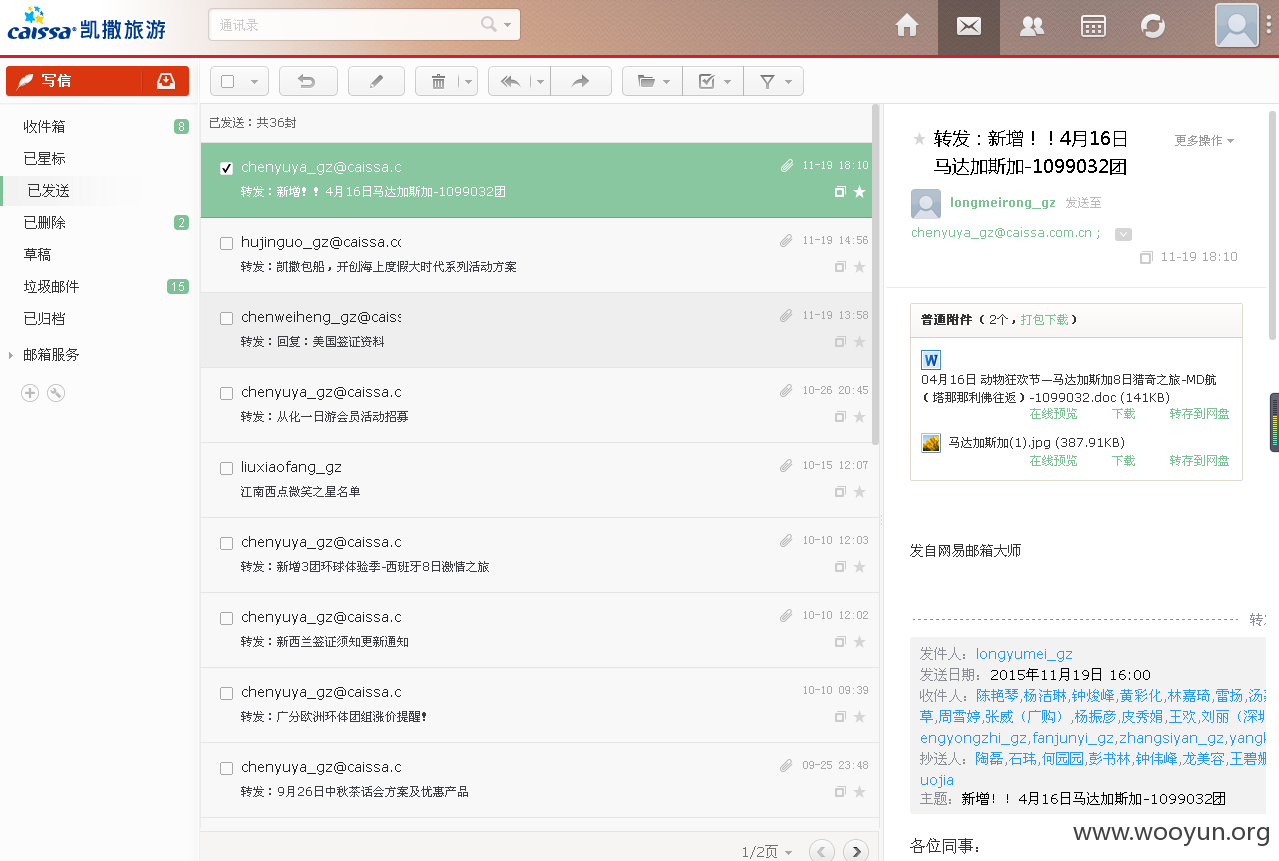 caissa 凯撒旅游
通讯录
写信
收件箱 8
已星标
已发送
已删除 2
草稿
垃圾邮件 15
已归档
邮箱服务
已发送：共36封
chenyuya_gz@caissa.c 11-19 18:10
转发：新增！！4月16日马达加斯加-1099032团
hujinguo_gz@caissa.cc 11-19 14:56
转发：凯撒包船，开创海上度假大时代系列活动方案
chenweiheng_gz@caiss 11-19 13:58
转发：回复：美国签证资料
chenyuya_gz@caissa.c 10-26 20:45
转发：从化一日游会员活动招募
liuxiaofang_gz 10-15 12:07
江南西点微笑之星名单
chenyuya_gz@caissa.c 10-10 12:03
转发：新增3团环球体验季-西班牙8日激情之旅
chenyuya_gz@caissa.c 10-10 12:02
转发：新西兰签证须知更新通知
chenyuya_gz@caissa.c 10-10 09:39
转发：广分欧洲环体团组涨价提醒！
chenyuya_gz@caissa.c 09-25 23:48
转发：9月26日中秋茶话会方案及优惠产品
1/2页
转发：新增！！4月16日
马达加斯加-1099032团
更多操作
longmeirong_gz 发送至
chenyuya_gz@caissa.com.cn；
11-19 18:10
普通附件（2个，打包下载）
04月16日 动物狂欢节—马达加斯加8日猎奇之旅-MD航
（塔那那利佛往返）-1099032.doc (141KB)
在线预览 下载 转存到网盘
马达加斯加(1).jpg (387.91KB)
在线预览 下载 转存到网盘
发自网易邮箱大师
转
发件人：longyumei_gz
发送日期：2015年11月19日 16:00
收件人：陈艳琴,杨洁琳,钟焌峰,黄彩化,林嘉琦,雷扬,汤
草,周雪婷,张威（广购）,杨振彦,皮秀娟,王欢,刘丽（深圳
engyongzhi_gz,fanjunyi_gz,zhangsiyan_gz,yangk
抄送人：陶磊,石玮,何园园,彭书林,钟伟峰,龙美容,王碧姗
uojia
主题：新增！！4月16日马达加斯加-1099032团
各位同事：
www.wooyun.org